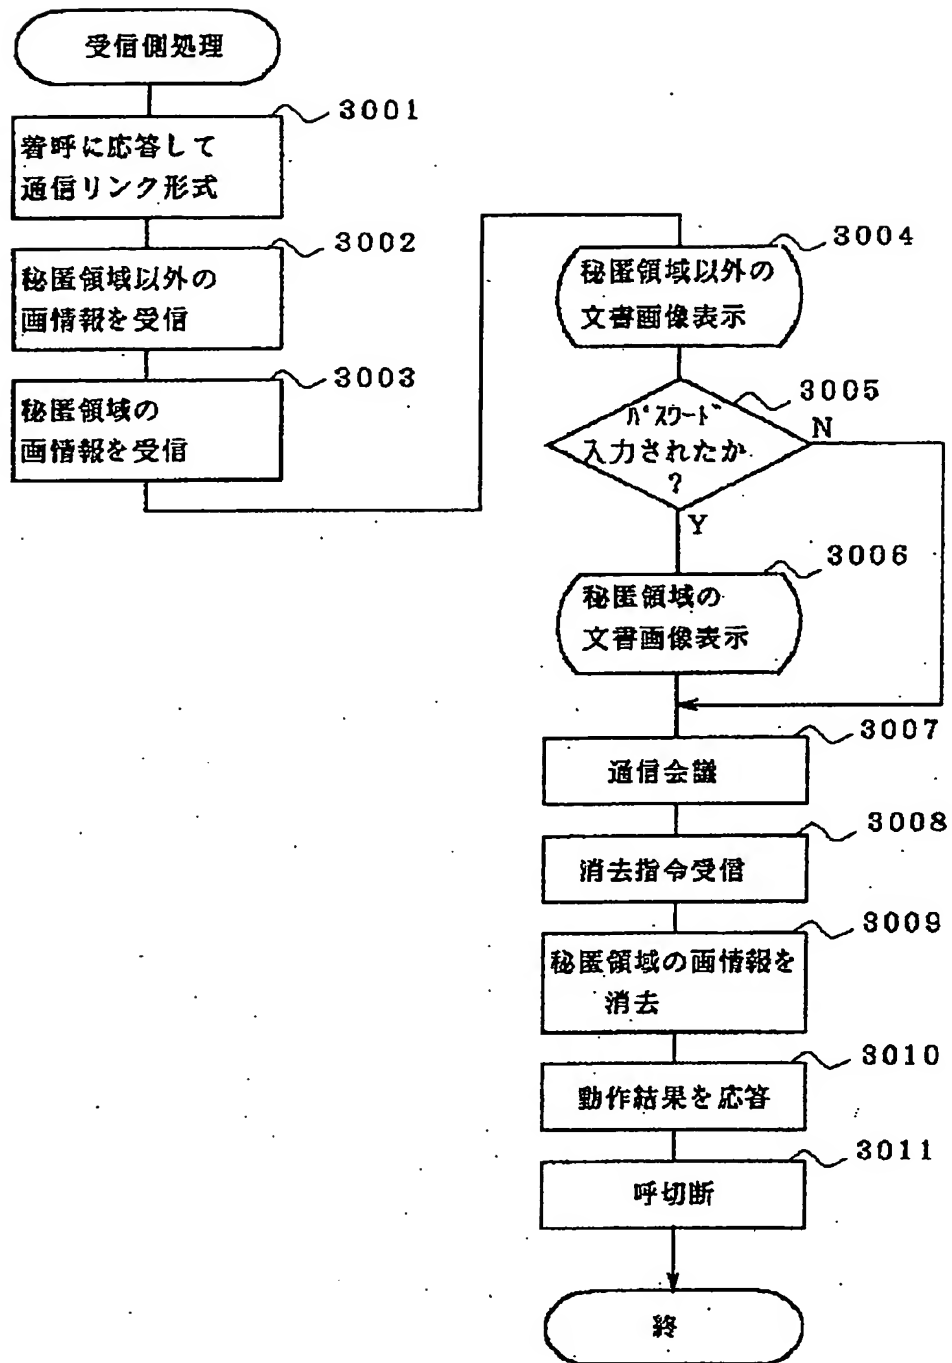 受信側処理
3001
着呼に応答して
通信リンク形式
3002
秘匿領域以外の
画情報を受信
3003
秘匿領域の
画情報を受信
3004
秘匿領域以外の
文書画像表示
3005
パスワード
入力されたか
?
N
Y
3006
秘匿領域の
文書画像表示
3007
通信会議
3008
消去指令受信
3009
秘匿領域の画情報を
消去
3010
動作結果を応答
3011
呼切断
終